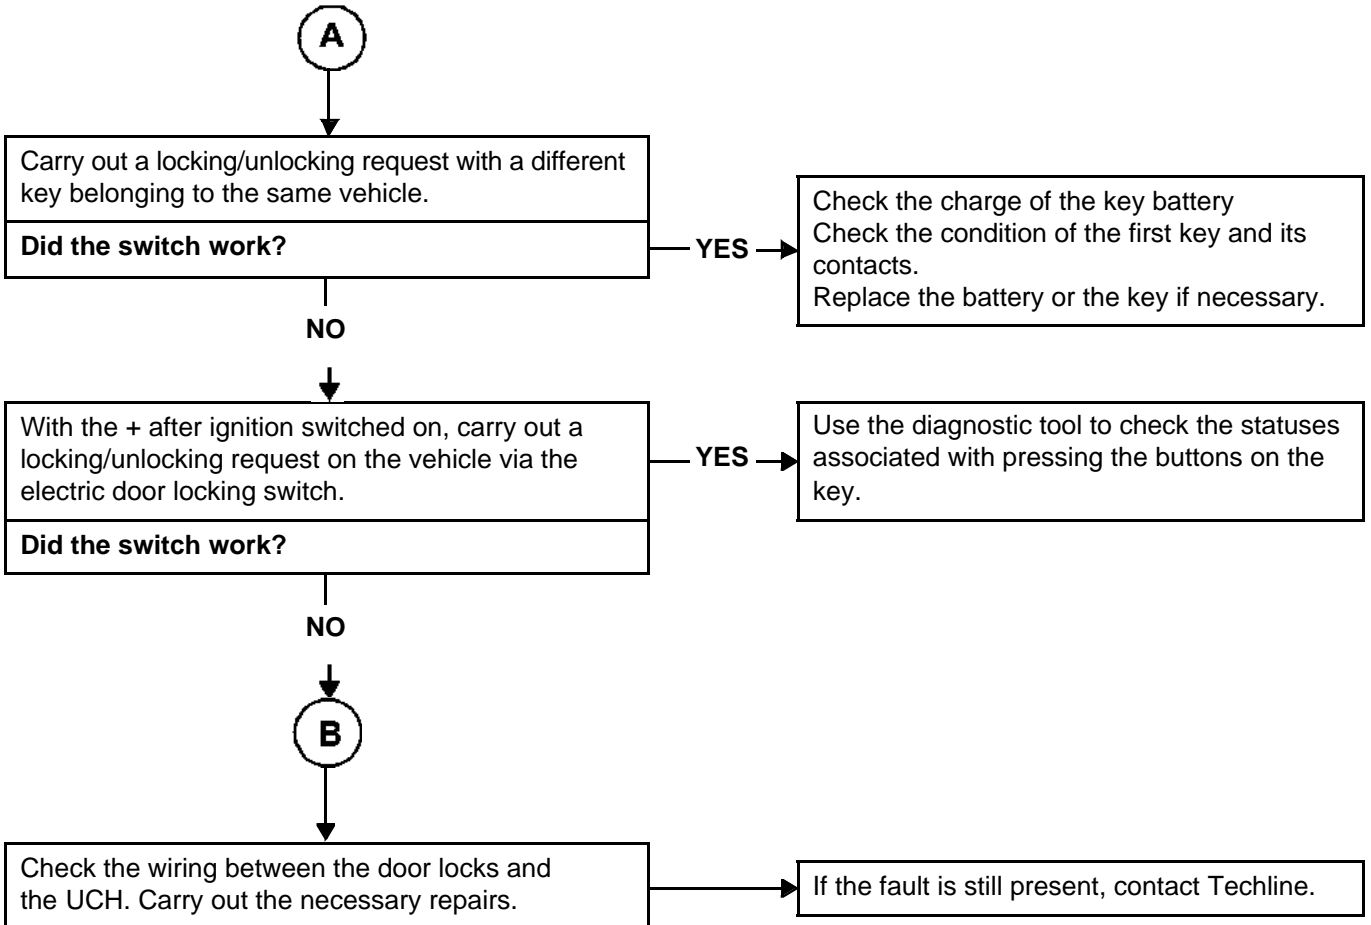 A
Carry out a locking/unlocking request with a different
key belonging to the same vehicle.
Did the switch work?
YES
Check the charge of the key battery
Check the condition of the first key and its
contacts.
Replace the battery or the key if necessary.
NO
With the + after ignition switched on, carry out a
locking/unlocking request on the vehicle via the
electric door locking switch.
Did the switch work?
YES
Use the diagnostic tool to check the statuses
associated with pressing the buttons on the
key.
NO
B
Check the wiring between the door locks and
the UCH. Carry out the necessary repairs.
If the fault is still present, contact Techline.